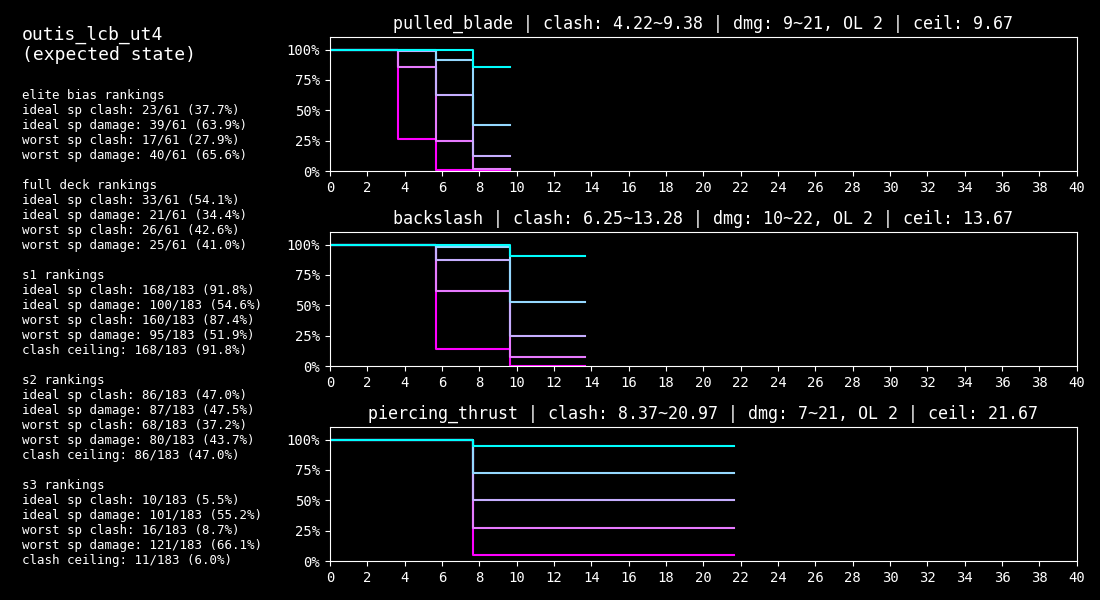 outis_lcb_ut4
(expected state)
elite bias rankings
ideal sp clash: 23/61 (37.7%)
ideal sp damage: 39/61 (63.9%)
worst sp clash: 17/61 (27.9%)
worst sp damage: 40/61 (65.6%)
full deck rankings
ideal sp clash: 33/61 (54.1%)
ideal sp damage: 21/61 (34.4%)
worst sp clash: 26/61 (42.6%)
worst sp damage: 25/61 (41.0%)
s1 rankings
ideal sp clash: 168/183 (91.8%)
ideal sp damage: 100/183 (54.6%)
worst sp clash: 160/183 (87.4%)
worst sp damage: 95/183 (51.9%)
clash ceiling: 168/183 (91.8%)
s2 rankings
ideal sp clash: 86/183 (47.0%)
ideal sp damage: 87/183 (47.5%)
worst sp clash: 68/183 (37.2%)
worst sp damage: 80/183 (43.7%)
clash ceiling: 86/183 (47.0%)
s3 rankings
ideal sp clash: 10/183 (5.5%)
ideal sp damage: 101/183 (55.2%)
worst sp clash: 16/183 (8.7%)
worst sp damage: 121/183 (66.1%)
clash ceiling: 11/183 (6.0%)
pulled_blade | clash: 4.22~9.38 | dmg: 9~21, OL 2 | ceil: 9.67
100%
75%
50%
25%
0%
0 2 4 6 8 10 12 14 16 18 20 22 24 26 28 30 32 34 36 38 40
backslash | clash: 6.25~13.28 | dmg: 10~22, OL 2 | ceil: 13.67
100%
75%
50%
25%
0%
0 2 4 6 8 10 12 14 16 18 20 22 24 26 28 30 32 34 36 38 40
piercing_thrust | clash: 8.37~20.97 | dmg: 7~21, OL 2 | ceil: 21.67
100%
75%
50%
25%
0%
0 2 4 6 8 10 12 14 16 18 20 22 24 26 28 30 32 34 36 38 40